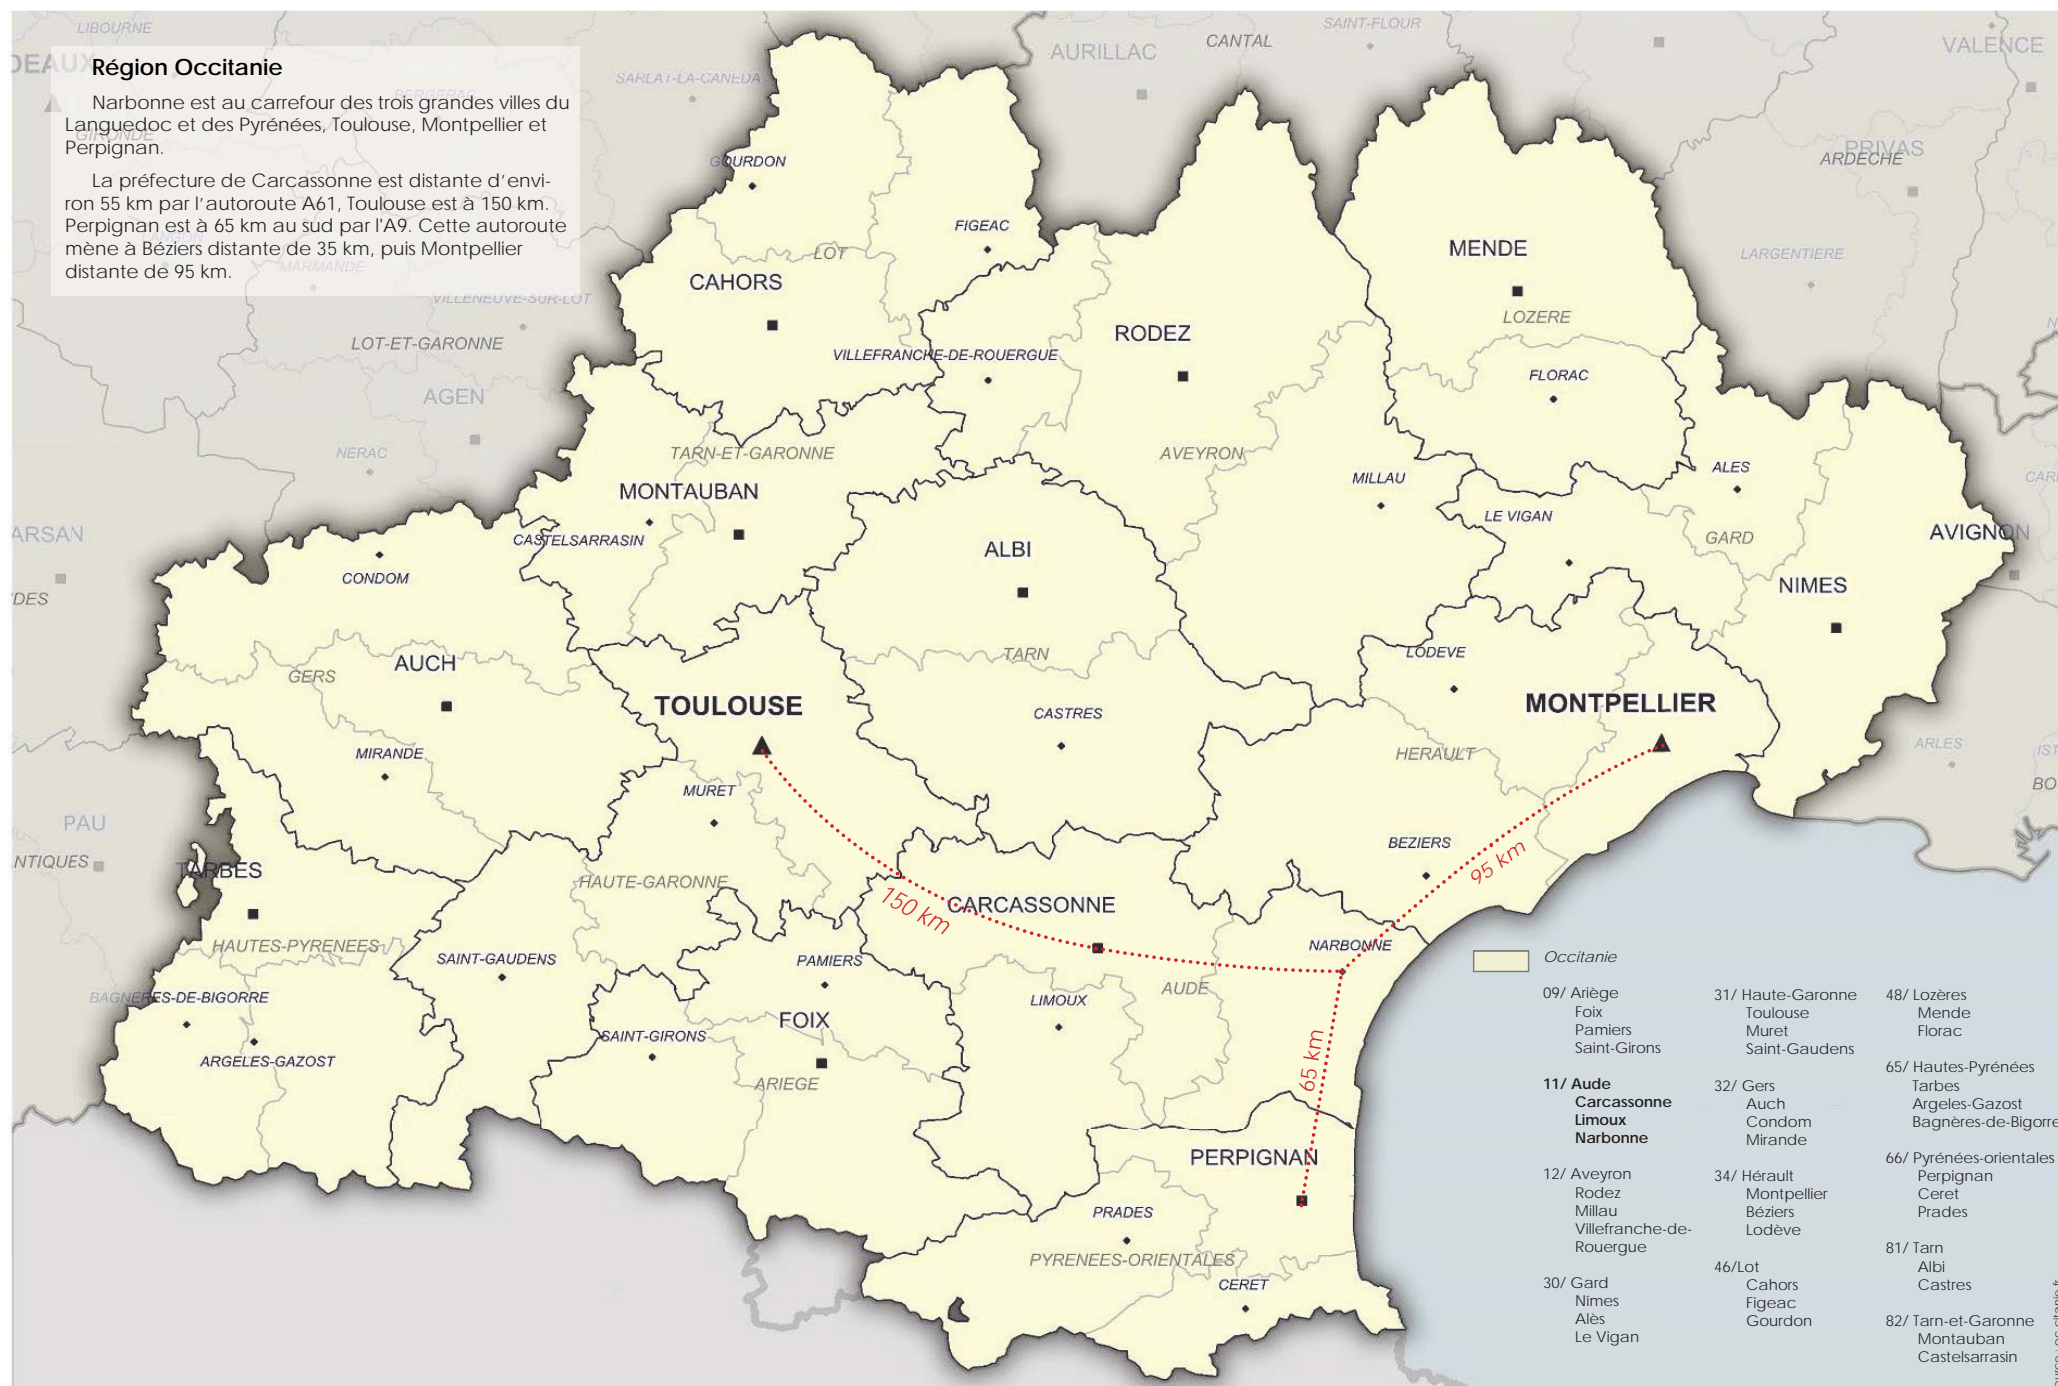 Région Occitanie
Narbonne est au carrefour des trois grandes villes du
Languedoc et des Pyrénées, Toulouse, Montpellier et
Perpignan.
La préfecture de Carcassonne est distante d'envi-
ron 55 km par l'autoroute A61, Toulouse est à 150 km.
Perpignan est à 65 km au sud par l'A9. Cette autoroute
mène à Béziers distante de 35 km, puis Montpellier
distante de 95 km.
LIBOURNE
BERGERAC
GIRONDE
LANGON
MARMANDE
VILLENEUVE-SUR-LOT
LOT-ET-GARONNE
AGEN
NERAC
SARLAT-LA-CANEDA
AURILLAC
CANTAL
SAINT-FLOUR
VALENCE
PRIVAS
ARDECHE
LARGENTIERE
GOURDON
FIGEAC
LOT
CAHORS
VILLEFRANCHE-DE-ROUERGUE
RODEZ
MENDE
LOZERE
FLORAC
TARN-ET-GARONNE
MONTAUBAN
CASTELSARRASIN
AVEYRON
MILLAU
ALES
LE VIGAN
GARD
AVIGNON
NIMES
ALBI
CONDOM
AUCH
GERS
MIRANDE
TARN
CASTRES
TOULOUSE
MURET
HAUTE-GARONNE
LODEVE
MONTPELLIER
HERAULT
BEZIERS
ARLES
PAU
TARBES
HAUTES-PYRENEES
BAGNERES-DE-BIGORRE
ARGELES-GAZOST
SAINT-GAUDENS
SAINT-GIRONS
PAMIERS
FOIX
ARIEGE
150 km
CARCASSONNE
LIMOUX
AUDE
NARBONNE
95 km
65 km
PERPIGNAN
PRADES
PYRENEES-ORIENTALES
CERET
Occitanie
09/ Ariège
Foix
Pamiers
Saint-Girons
11/ Aude
Carcassonne
Limoux
Narbonne
12/ Aveyron
Rodez
Millau
Villefranche-de-
Rouergue
30/ Gard
Nîmes
Alès
Le Vigan
31/ Haute-Garonne
Toulouse
Muret
Saint-Gaudens
32/ Gers
Auch
Condom
Mirande
34/ Hérault
Montpellier
Béziers
Lodève
46/Lot
Cahors
Figeac
Gourdon
48/ Lozères
Mende
Florac
65/ Hautes-Pyrénées
Tarbes
Argeles-Gazost
Bagnères-de-Bigorre
66/ Pyrénées-orientales
Perpignan
Ceret
Prades
81/ Tarn
Albi
Castres
82/ Tarn-et-Garonne
Montauban
Castelsarrasin